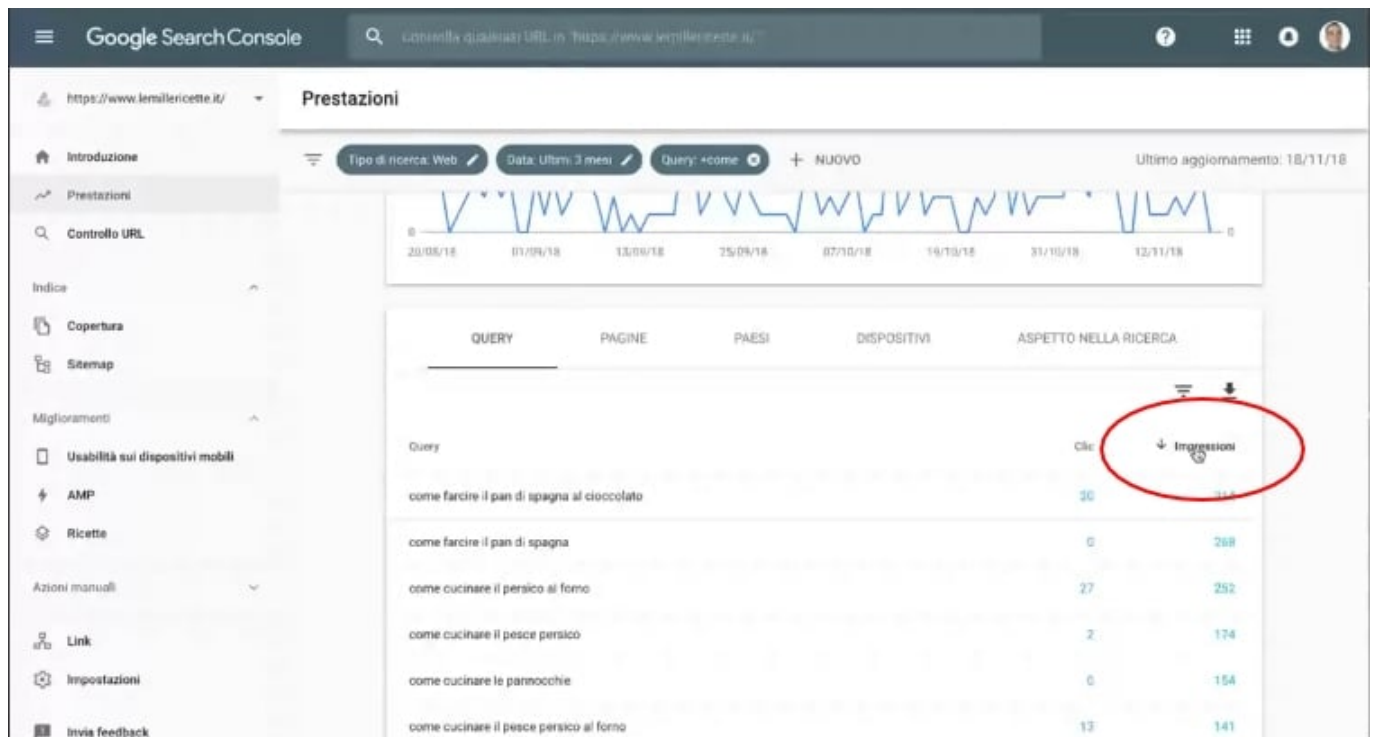 Google Search Console
https://www.lemillericette.it/
Prestazioni
Introduzione
Prestazioni
Controllo URL
Indice
Copertura
Sitemap
Miglioramenti
Usabilità sui dispositivi mobili
AMP
Ricette
Azioni manuali
Link
Impostazioni
Invia feedback
Tipo di ricerca: Web
Data: Ultimi 3 mesi
Query: +come
+ NUOVO
Ultimo aggiornamento: 18/11/18
0 0
20/08/18 01/09/18 13/09/18 25/09/18 07/10/18 19/10/18 31/10/18 12/11/18
QUERY PAGINE PAESI DISPOSITIVI ASPETTO NELLA RICERCA
Query Clic Impressioni
come farcire il pan di spagna al cioccolato
come farcire il pan di spagna 0 268
come cucinare il persico al forno 27 252
come cucinare il pesce persico 2 174
come cucinare le pannocchie 0 154
come cucinare il pesce persico al forno 13 141